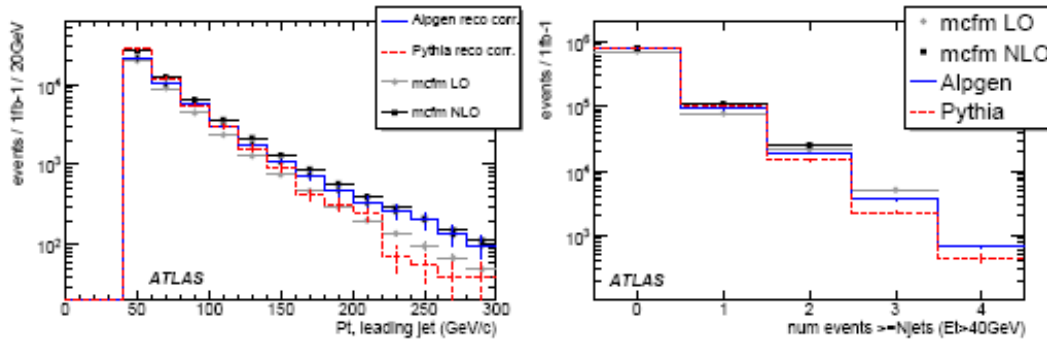 events / 1fb-1 / 20GeV
10^4
10^3
10^2
Alpgen reco corr.
Pythia reco corr.
mcfm LO
mcfm NLO
ATLAS
0 50 100 150 200 250 300
Pt, leading jet (GeV/c)
events / 1fb-1
10^6
10^5
10^4
10^3
mcfm LO
mcfm NLO
Alpgen
Pythia
ATLAS
0 1 2 3 4
num events >=Njets (Et>40GeV)